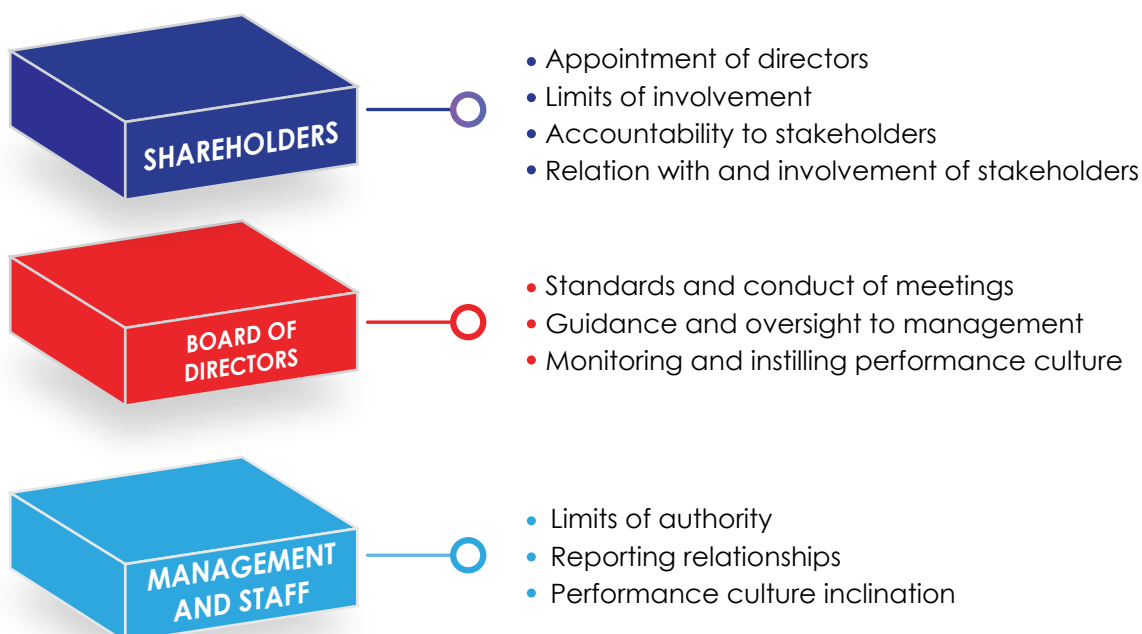 SHAREHOLDERS
• Appointment of directors
• Limits of involvement
• Accountability to stakeholders
• Relation with and involvement of stakeholders
BOARD OF
DIRECTORS
• Standards and conduct of meetings
• Guidance and oversight to management
• Monitoring and instilling performance culture
MANAGEMENT
AND STAFF
• Limits of authority
• Reporting relationships
• Performance culture inclination